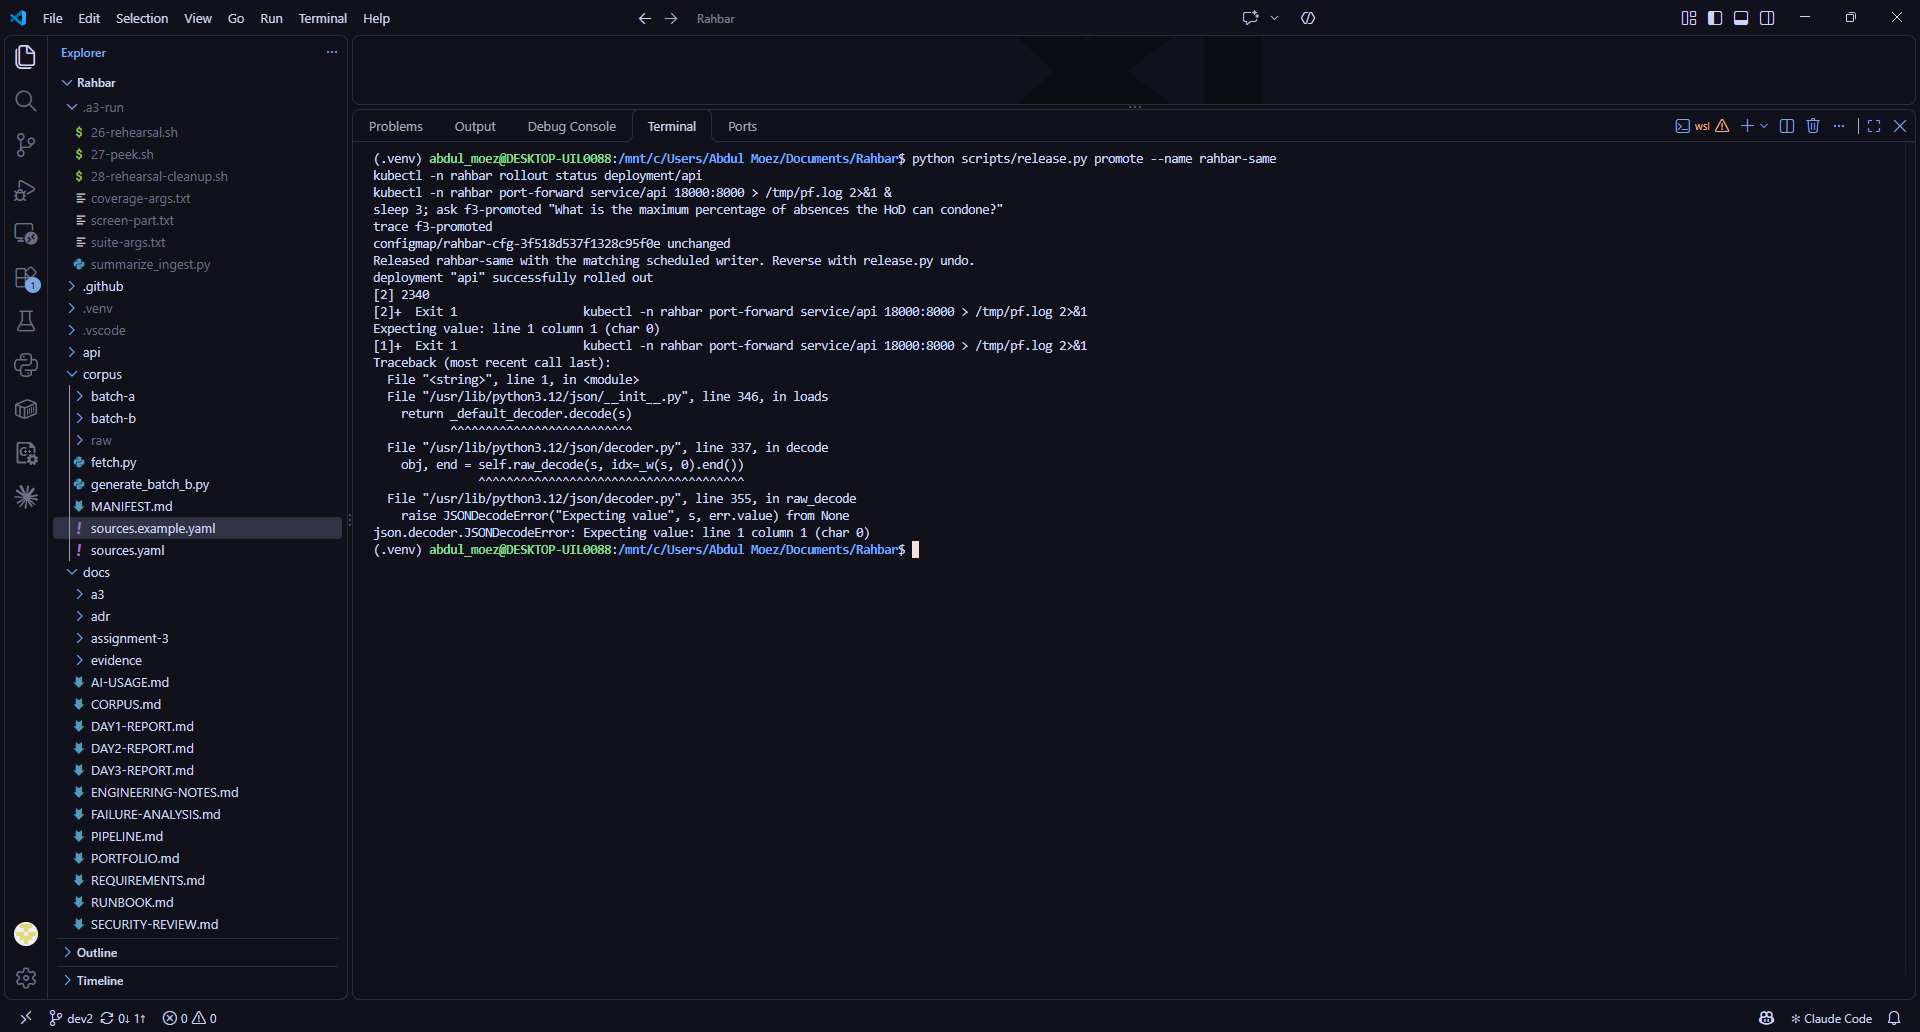 File Edit Selection View Go Run Terminal Help
Rahbar
Explorer
Rahbar
.a3-run
$ 26-rehearsal.sh
$ 27-peek.sh
$ 28-rehearsal-cleanup.sh
coverage-args.txt
screen-part.txt
suite-args.txt
summarize_ingest.py
.github
.venv
.vscode
api
corpus
batch-a
batch-b
raw
fetch.py
generate_batch_b.py
MANIFEST.md
! sources.example.yaml
! sources.yaml
docs
a3
adr
assignment-3
evidence
AI-USAGE.md
CORPUS.md
DAY1-REPORT.md
DAY2-REPORT.md
DAY3-REPORT.md
ENGINEERING-NOTES.md
FAILURE-ANALYSIS.md
PIPELINE.md
PORTFOLIO.md
REQUIREMENTS.md
RUNBOOK.md
SECURITY-REVIEW.md
Outline
Timeline
1
Problems Output Debug Console Terminal Ports
wsl
(.venv) abdul_moez@DESKTOP-UIL0088:/mnt/c/Users/Abdul Moez/Documents/Rahbar$ python scripts/release.py promote --name rahbar-same
kubectl -n rahbar rollout status deployment/api
kubectl -n rahbar port-forward service/api 18000:8000 > /tmp/pf.log 2>&1 &
sleep 3; ask f3-promoted "What is the maximum percentage of absences the HoD can condone?"
trace f3-promoted
configmap/rahbar-cfg-3f518d537f1328c95f0e unchanged
Released rahbar-same with the matching scheduled writer. Reverse with release.py undo.
deployment "api" successfully rolled out
[2] 2340
[2]+  Exit 1                  kubectl -n rahbar port-forward service/api 18000:8000 > /tmp/pf.log 2>&1
Expecting value: line 1 column 1 (char 0)
[1]+  Exit 1                  kubectl -n rahbar port-forward service/api 18000:8000 > /tmp/pf.log 2>&1
Traceback (most recent call last):
  File "<string>", line 1, in <module>
  File "/usr/lib/python3.12/json/__init__.py", line 346, in loads
    return _default_decoder.decode(s)
           ^^^^^^^^^^^^^^^^^^^^^^^^^^
  File "/usr/lib/python3.12/json/decoder.py", line 337, in decode
    obj, end = self.raw_decode(s, idx=_w(s, 0).end())
               ^^^^^^^^^^^^^^^^^^^^^^^^^^^^^^^^^^^^^^
  File "/usr/lib/python3.12/json/decoder.py", line 355, in raw_decode
    raise JSONDecodeError("Expecting value", s, err.value) from None
json.decoder.JSONDecodeError: Expecting value: line 1 column 1 (char 0)
(.venv) abdul_moez@DESKTOP-UIL0088:/mnt/c/Users/Abdul Moez/Documents/Rahbar$
dev2 0↓ 1↑ 0 0
Claude Code